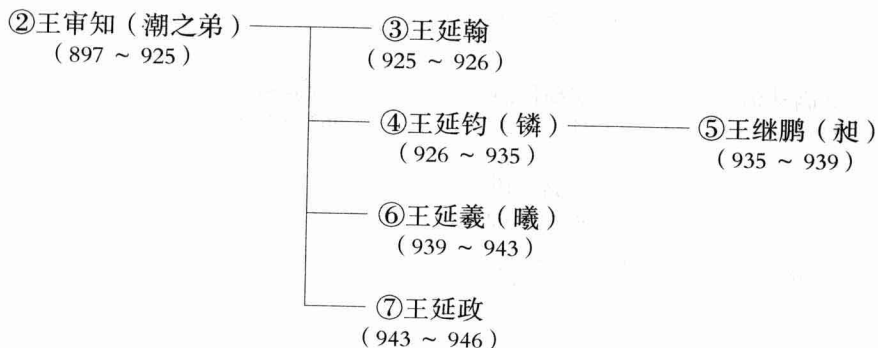 ②王审知（潮之弟）
（897 ~ 925）
③王延翰
（925 ~ 926）
④王延钧（鏻）
（926 ~ 935）
⑤王继鹏（昶）
（935 ~ 939）
⑥王延羲（曦）
（939 ~ 943）
⑦王延政
（943 ~ 946）